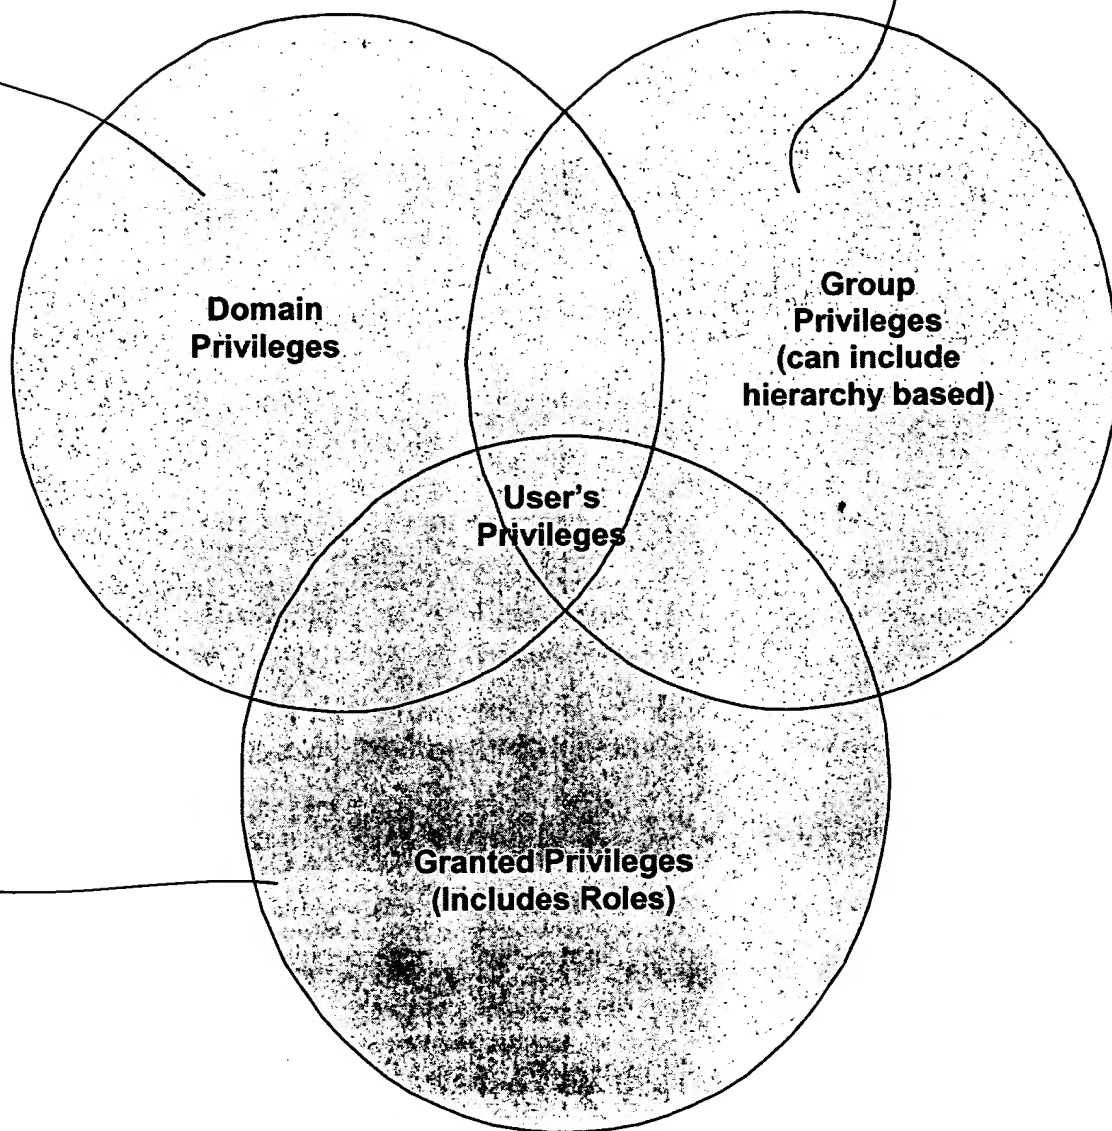 Domain
Privileges
Group
Privileges
(can include
hierarchy based)
User's
Privileges
Granted Privileges
(Includes Roles)